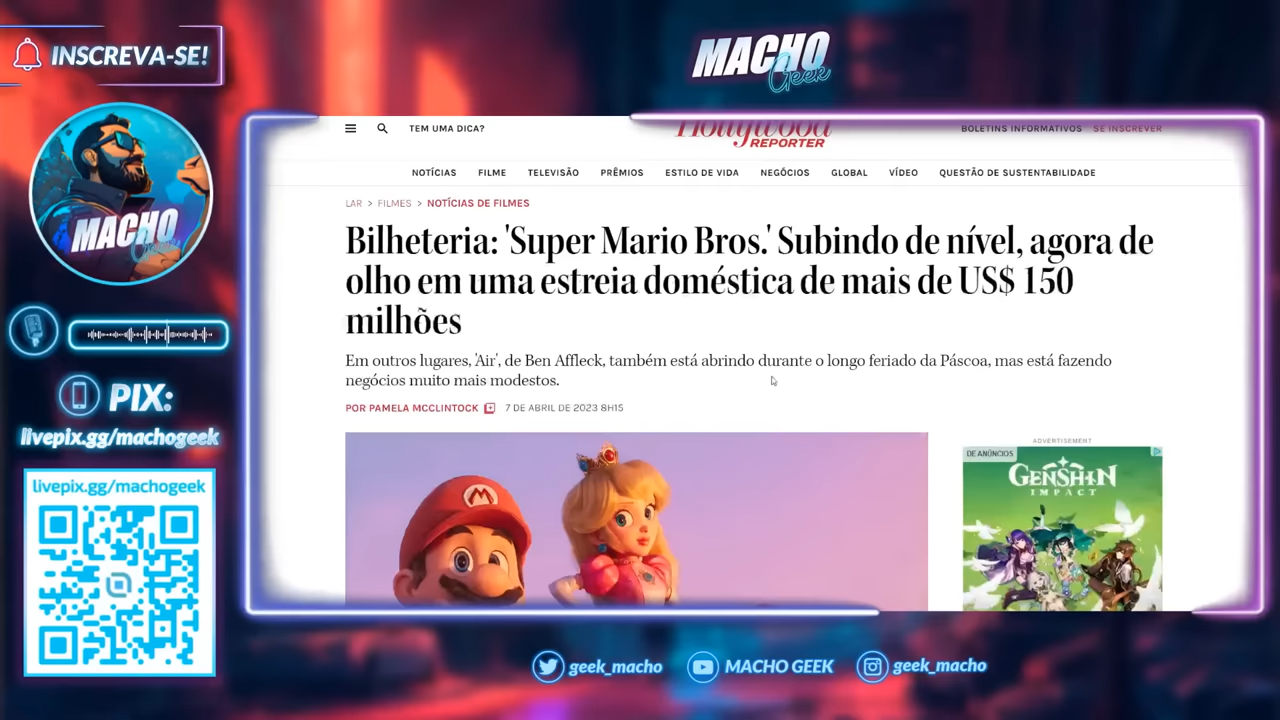 INSCREVA-SE!
MACHO
Geek
MACHO
PIX:
livepix.gg/machogeek
livepix.gg/machogeek
TEM UMA DICA?
Hollywood
REPORTER
BOLETINS INFORMATIVOS SE INSCREVER
NOTÍCIAS FILME TELEVISÃO PRÊMIOS ESTILO DE VIDA NEGÓCIOS GLOBAL VÍDEO QUESTÃO DE SUSTENTABILIDADE
LAR > FILMES > NOTÍCIAS DE FILMES
Bilheteria: 'Super Mario Bros.' Subindo de nível, agora de
olho em uma estreia doméstica de mais de US$ 150
milhões
Em outros lugares, 'Air', de Ben Affleck, também está abrindo durante o longo feriado da Páscoa, mas está fazendo
negócios muito mais modestos.
POR PAMELA MCCLINTOCK 7 DE ABRIL DE 2023 8H15
M
ADVERTISEMENT
DE ANÚNCIOS
GENSHIN
IMPACT
geek_macho MACHO GEEK geek_macho